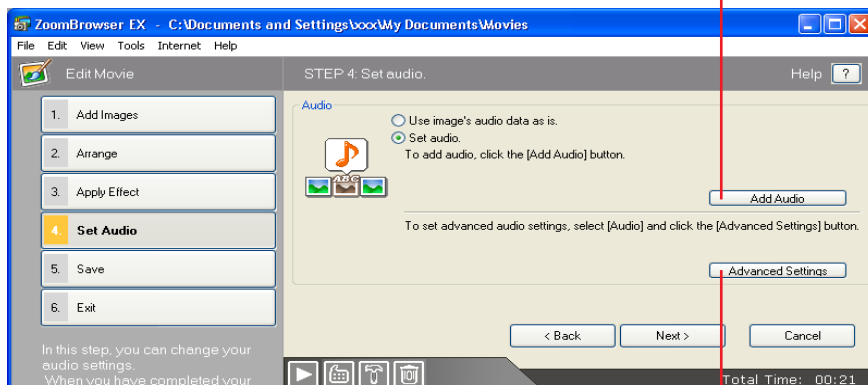 ZoomBrowser EX - C:\Documents and Settings\xxx\My Documents\Movies
File Edit View Tools Internet Help
Edit Movie
STEP 4: Set audio.
Help ?
1. Add Images
2. Arrange
3. Apply Effect
4. Set Audio
5. Save
6. Exit
In this step, you can change your
audio settings.
When you have completed your
Audio
Use image's audio data as is.
Set audio.
To add audio, click the [Add Audio] button.
ABC
Add Audio
To set advanced audio settings, select [Audio] and click the [Advanced Settings] button.
Advanced Settings
< Back
Next >
Cancel
Total Time: 00:21